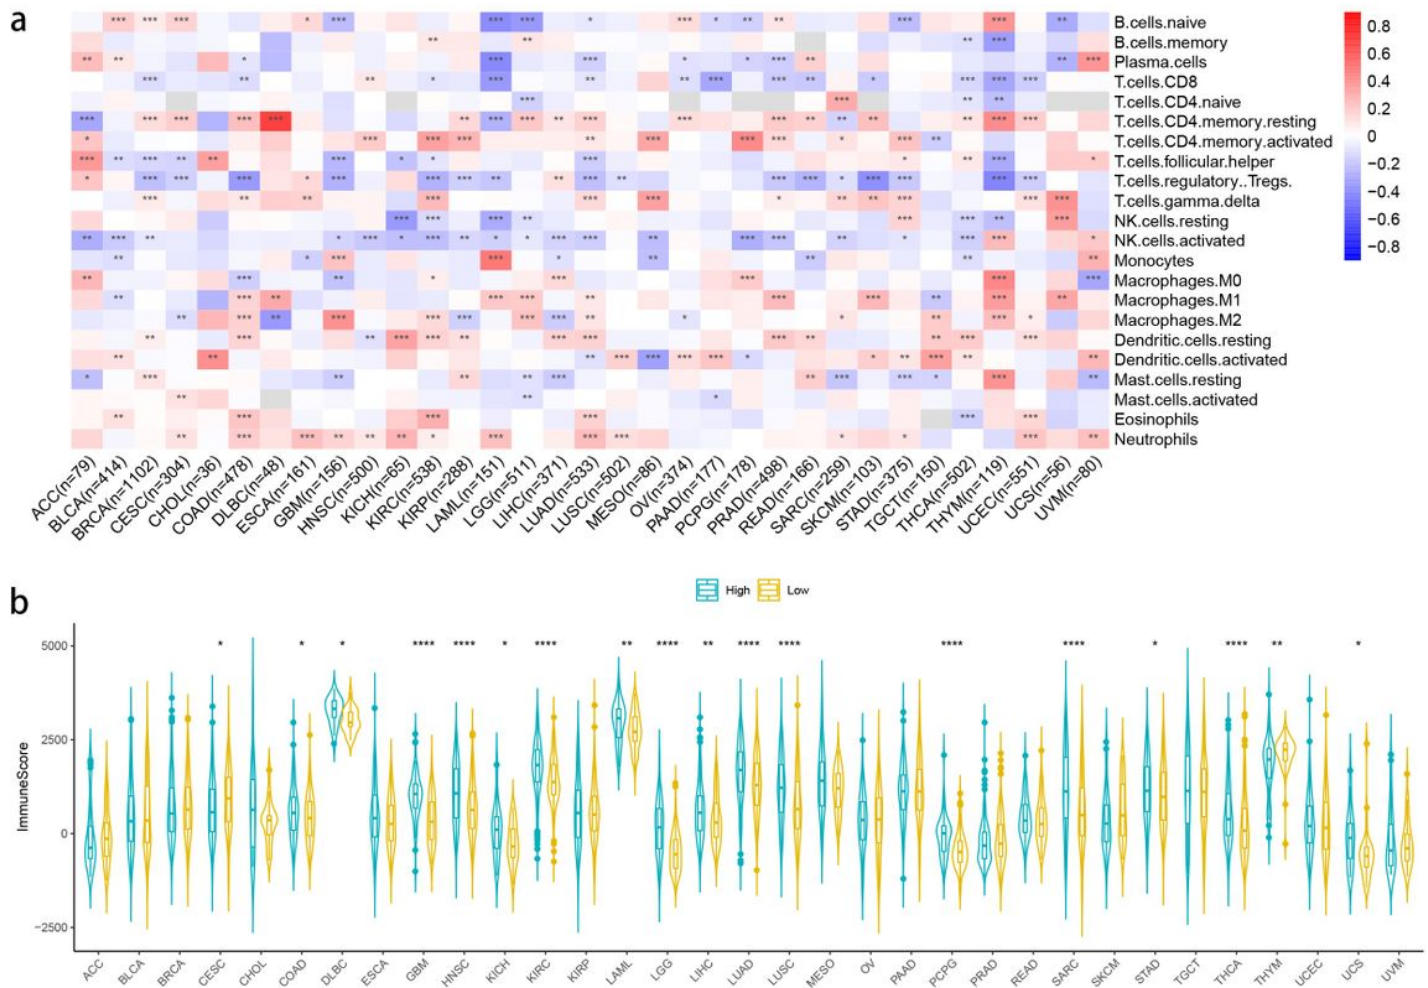 a
B.cells.naive
B.cells.memory
Plasma.cells
T.cells.CD8
T.cells.CD4.naive
T.cells.CD4.memory.resting
T.cells.CD4.memory.activated
T.cells.follicular.helper
T.cells.regulatory..Tregs.
T.cells.gamma.delta
NK.cells.resting
NK.cells.activated
Monocytes
Macrophages.M0
Macrophages.M1
Macrophages.M2
Dendritic.cells.resting
Dendritic.cells.activated
Mast.cells.resting
Mast.cells.activated
Eosinophils
Neutrophils
0.8
0.6
0.4
0.2
0
−0.2
−0.4
−0.6
−0.8
ACC(n=79)
BLCA(n=414)
BRCA(n=1102)
CESC(n=304)
CHOL(n=36)
COAD(n=478)
DLBC(n=48)
ESCA(n=161)
GBM(n=156)
HNSC(n=500)
KICH(n=65)
KIRC(n=538)
KIRP(n=288)
LAML(n=151)
LGG(n=511)
LIHC(n=371)
LUAD(n=533)
LUSC(n=502)
MESO(n=86)
OV(n=374)
PAAD(n=177)
PCPG(n=178)
PRAD(n=498)
READ(n=166)
SARC(n=259)
SKCM(n=103)
STAD(n=375)
TGCT(n=150)
THCA(n=502)
THYM(n=119)
UCEC(n=551)
UCS(n=56)
UVM(n=80)
b
High Low
ImmuneScore
5000
2500
0
−2500
* * * **** **** * **** ** **** ** **** **** **** **** * **** ** *
ACC BLCA BRCA CESC CHOL COAD DLBC ESCA GBM HNSC KICH KIRC KIRP LAML LGG LIHC LUAD LUSC MESO OV PAAD PCPG PRAD READ SARC SKCM STAD TGCT THCA THYM UCEC UCS UVM